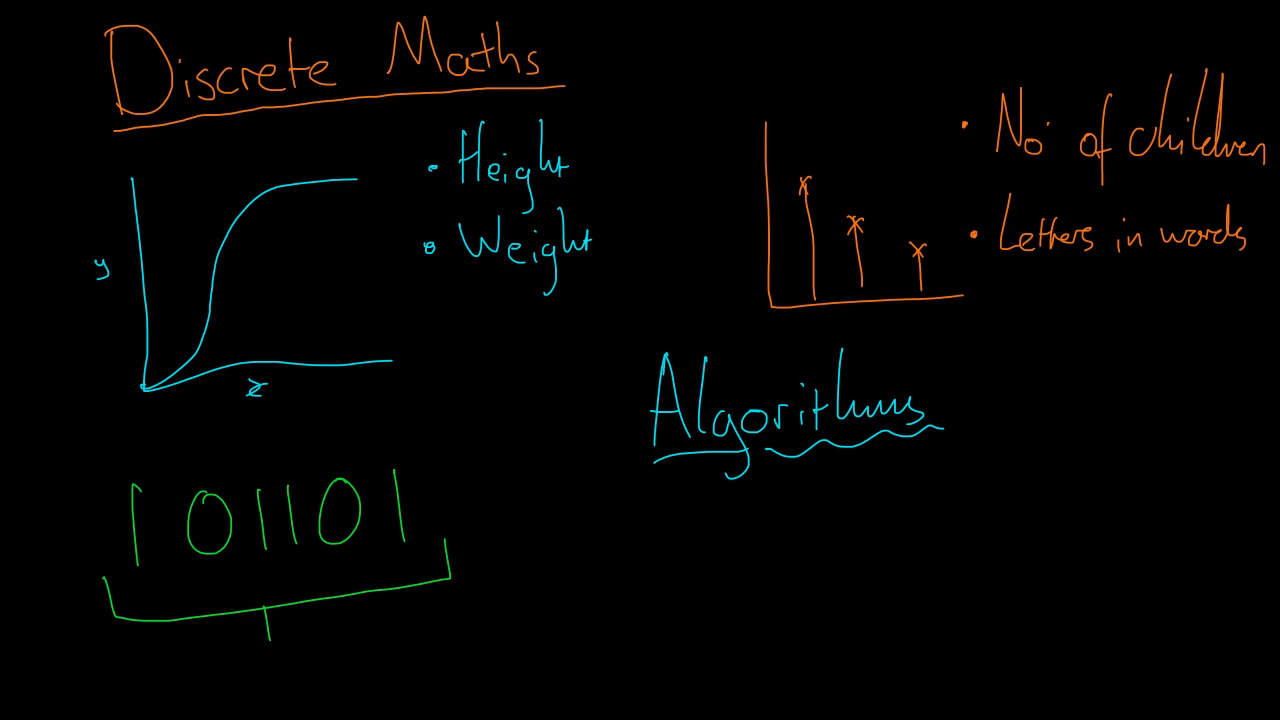 Discrete Maths
• Height
• Weight
y
x
• No of children
• Letters in words
Algorithms
101101